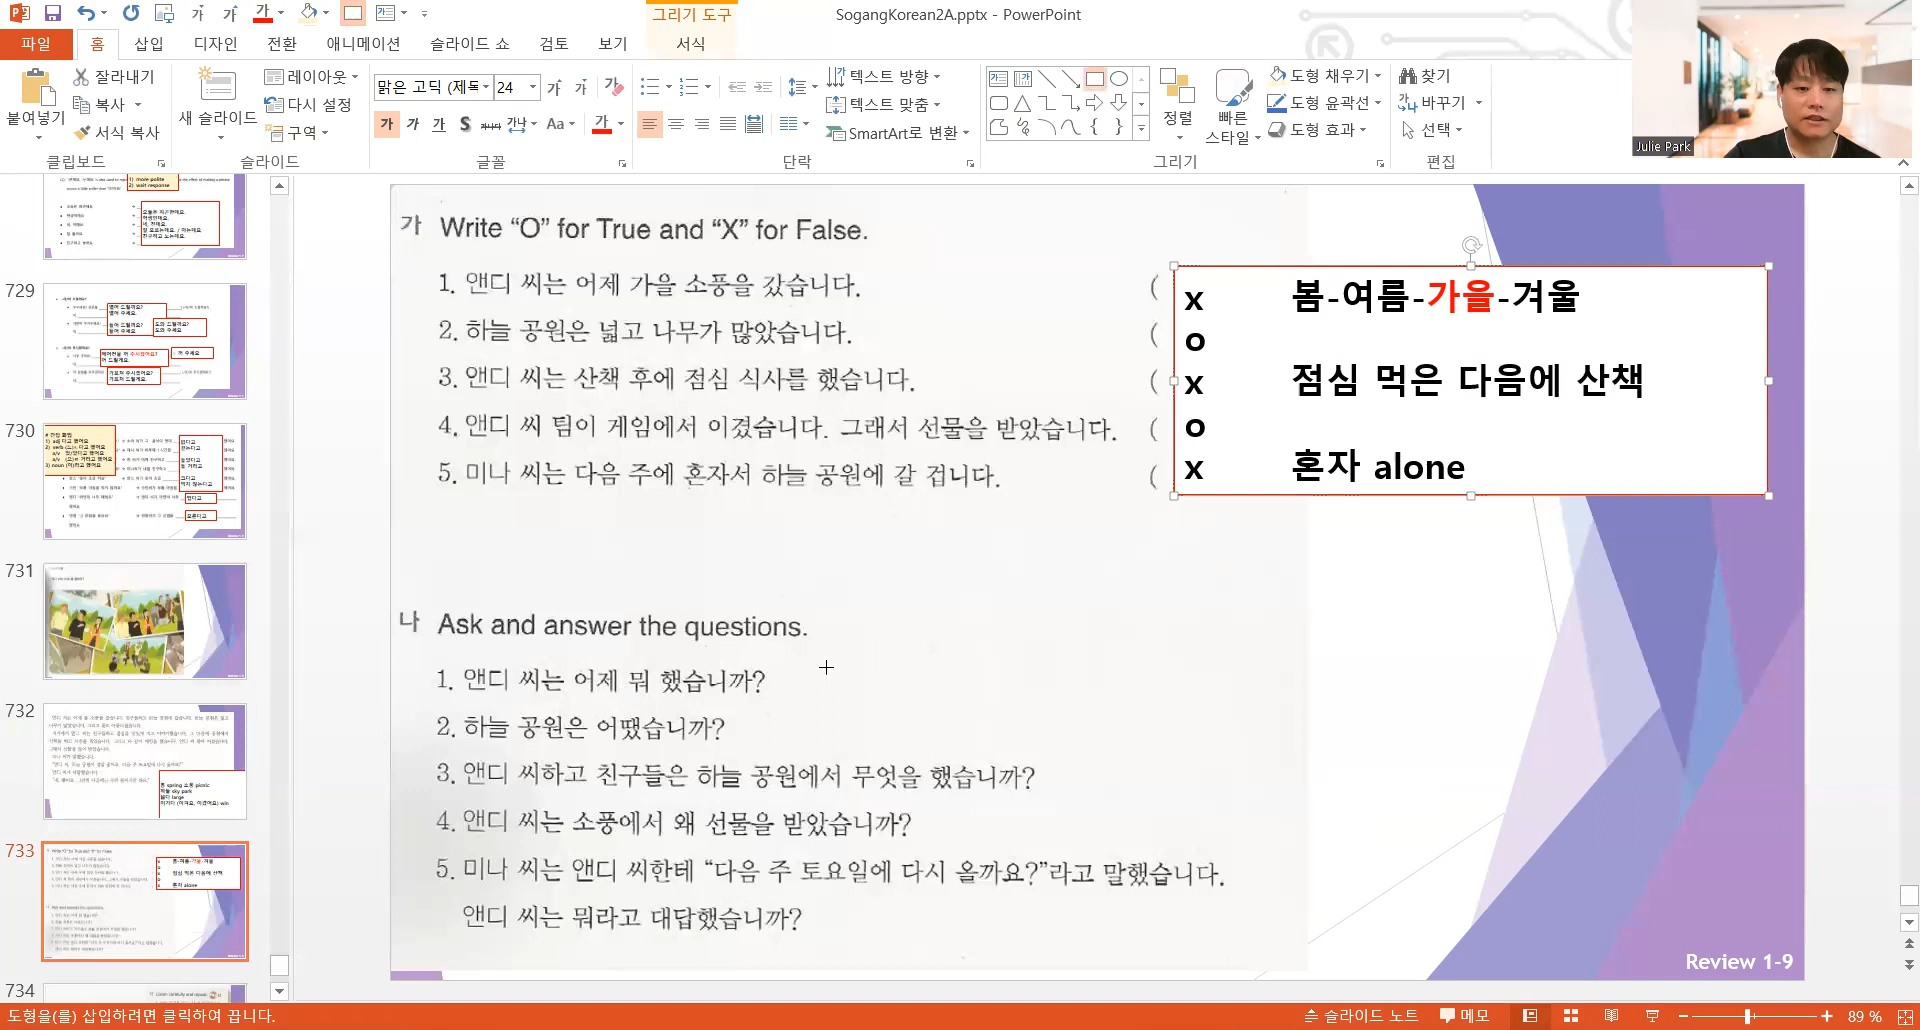 SogangKorean2A.pptx - PowerPoint
그리기 도구
파일
홈
삽입
디자인
전환
애니메이션
슬라이드 쇼
검토
보기
서식
붙여넣기
잘라내기
복사
서식 복사
클립보드
새 슬라이드
레이아웃
다시 설정
구역
슬라이드
맑은 고딕 (제목
24
글꼴
텍스트 방향
텍스트 맞춤
SmartArt로 변환
단락
정렬
빠른 스타일
도형 채우기
도형 윤곽선
도형 효과
그리기
찾기
바꾸기
선택
편집
Julie Park
729
730
731
732
733
734
가 Write “O” for True and “X” for False.
1. 앤디 씨는 어제 가을 소풍을 갔습니다. (
2. 하늘 공원은 넓고 나무가 많았습니다. (
3. 앤디 씨는 산책 후에 점심 식사를 했습니다. (
4. 앤디 씨 팀이 게임에서 이겼습니다. 그래서 선물을 받았습니다. (
5. 미나 씨는 다음 주에 혼자서 하늘 공원에 갈 겁니다. (
x 봄-여름-가을-겨울
o
x 점심 먹은 다음에 산책
o
x 혼자 alone
나 Ask and answer the questions.
1. 앤디 씨는 어제 뭐 했습니까?
2. 하늘 공원은 어땠습니까?
3. 앤디 씨하고 친구들은 하늘 공원에서 무엇을 했습니까?
4. 앤디 씨는 소풍에서 왜 선물을 받았습니까?
5. 미나 씨는 앤디 씨한테 “다음 주 토요일에 다시 올까요?”라고 말했습니다.
앤디 씨는 뭐라고 대답했습니까?
Review 1-9
도형을(를) 삽입하려면 클릭하여 끕니다.
슬라이드 노트
메모
89 %